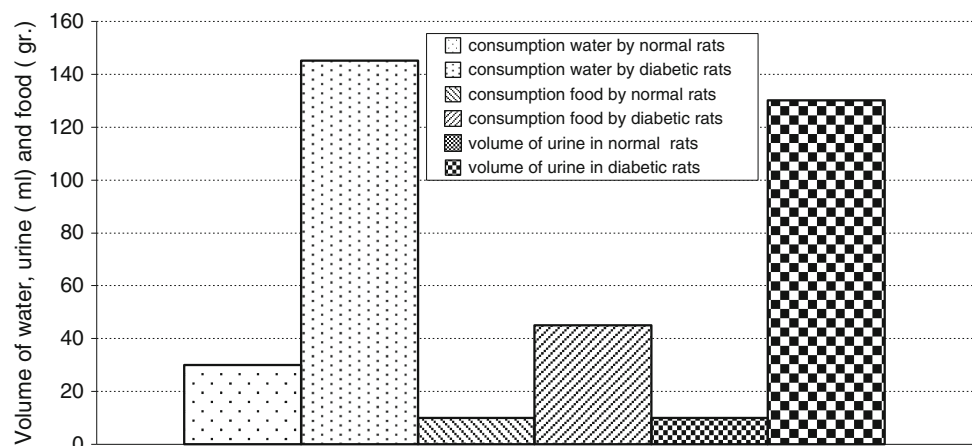 Volume of water, urine ( ml) and food ( gr.)
160
140
120
100
80
60
40
20
0
consumption water by normal rats
consumption water by diabetic rats
consumption food by normal rats
consumption food by diabetic rats
volume of urine in normal rats
volume of urine in diabetic rats